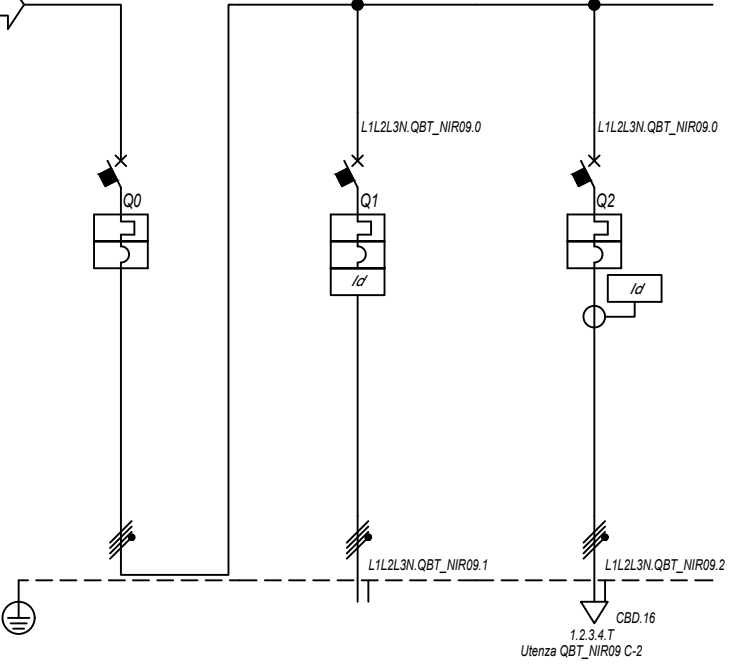 L1L2L3N.QBT_NIR09.0
L1L2L3N.QBT_NIR09.0
Q0
Q1
Q2
Id
Id
L1L2L3N.QBT_NIR09.1
L1L2L3N.QBT_NIR09.2
CBD.16
1.2.3.4.T
Utenza QBT_NIR09 C-2